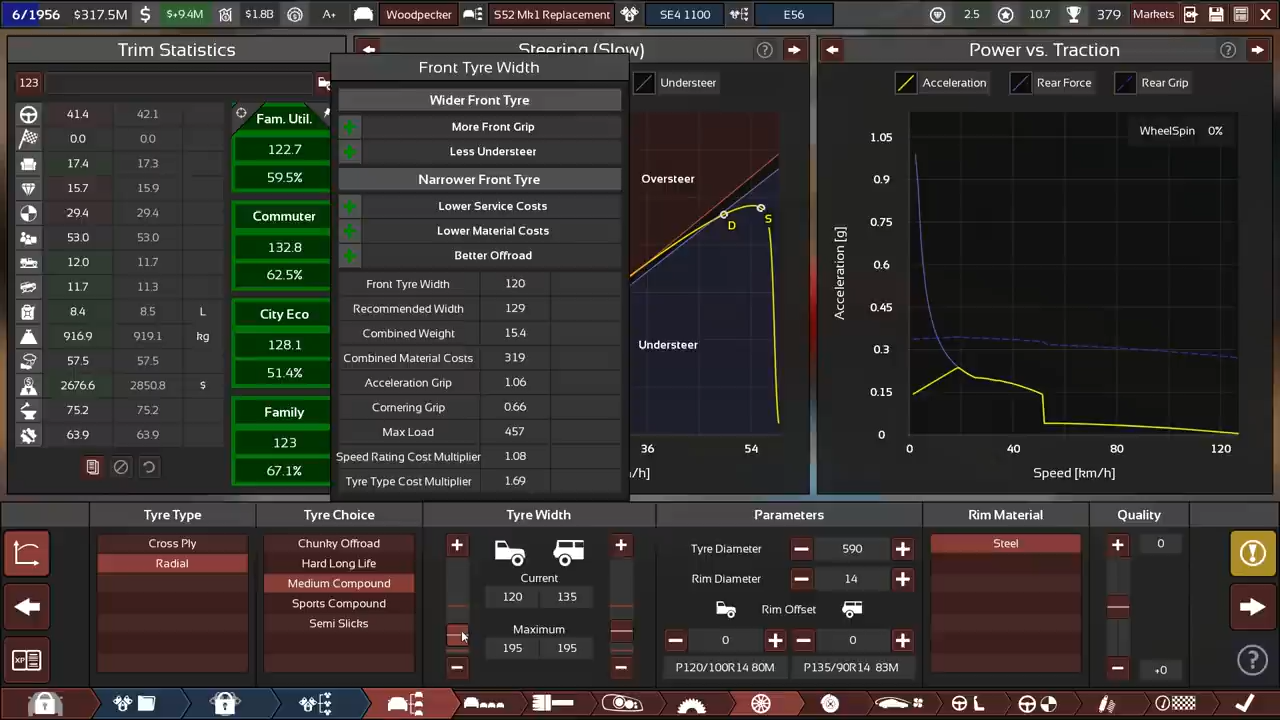 6/1956 $317.5M $+9.4M $1.8B A+ Woodpecker S52 Mk1 Replacement SE4 1100 E56 2.5 10.7 379 Markets X
Trim Statistics
Steering (Slow)
Power vs. Traction
123
Front Tyre Width
Understeer
Acceleration
Rear Force
Rear Grip
41.4 42.1
0.0 0.0
17.4 17.3
15.7 15.9
29.4 29.4
53.0 53.0
12.0 11.7
11.7 11.3
8.4 8.5 L
916.9 919.1 kg
57.5 57.5
2676.6 2850.8 $
75.2 75.2
63.9 63.9
Fam. Util.
122.7
59.5%
Commuter
132.8
62.5%
City Eco
128.1
51.4%
Family
123
67.1%
Wider Front Tyre
More Front Grip
Less Understeer
Narrower Front Tyre
Lower Service Costs
Lower Material Costs
Better Offroad
Front Tyre Width 120
Recommended Width 129
Combined Weight 15.4
Combined Material Costs 319
Acceleration Grip 1.06
Cornering Grip 0.66
Max Load 457
Speed Rating Cost Multiplier 1.08
Tyre Type Cost Multiplier 1.69
Oversteer
D
S
Understeer
36 54
/h]
WheelSpin 0%
Acceleration [g]
1.05
0.9
0.75
0.6
0.45
0.3
0.15
0
0 40 80 120
Speed [km/h]
Tyre Type
Cross Ply
Radial
Tyre Choice
Chunky Offroad
Hard Long Life
Medium Compound
Sports Compound
Semi Slicks
Tyre Width
Current
120 135
Maximum
195 195
Parameters
Tyre Diameter 590
Rim Diameter 14
Rim Offset
0 0
P120/100R14 80M P135/90R14 83M
Rim Material
Steel
Quality
0
+0
XP